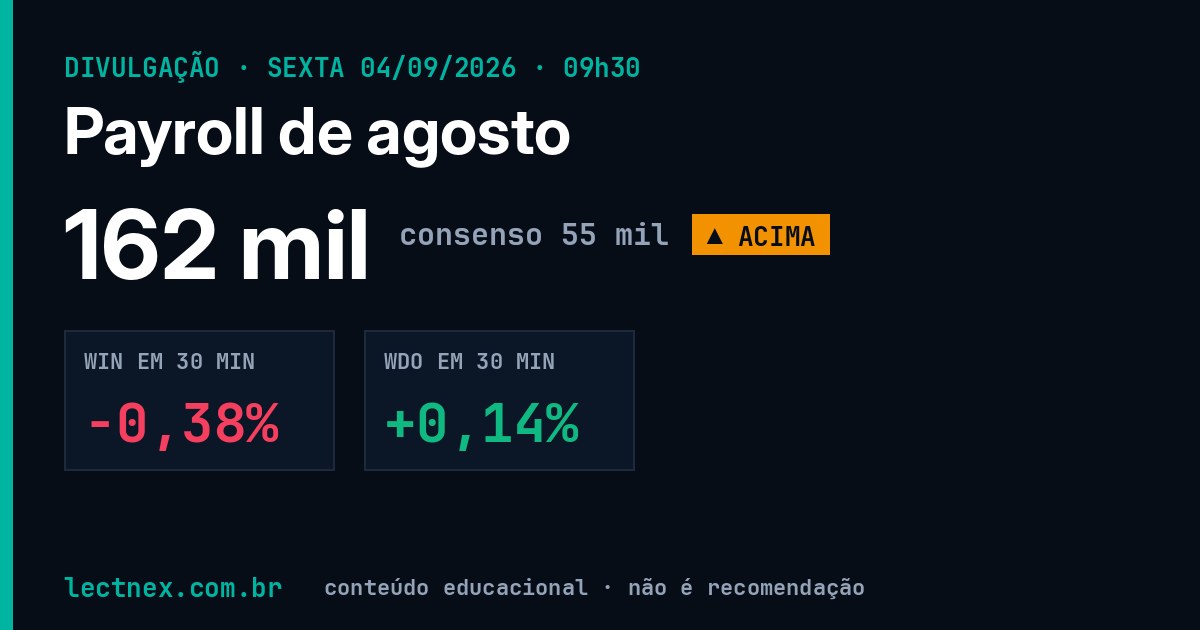 DIVULGAÇÃO · SEXTA 04/09/2026 · 09h30
Payroll de agosto
162 mil consenso 55 mil ▲ ACIMA
WIN EM 30 MIN
-0,38%
WDO EM 30 MIN
+0,14%
lectnex.com.br conteúdo educacional · não é recomendação